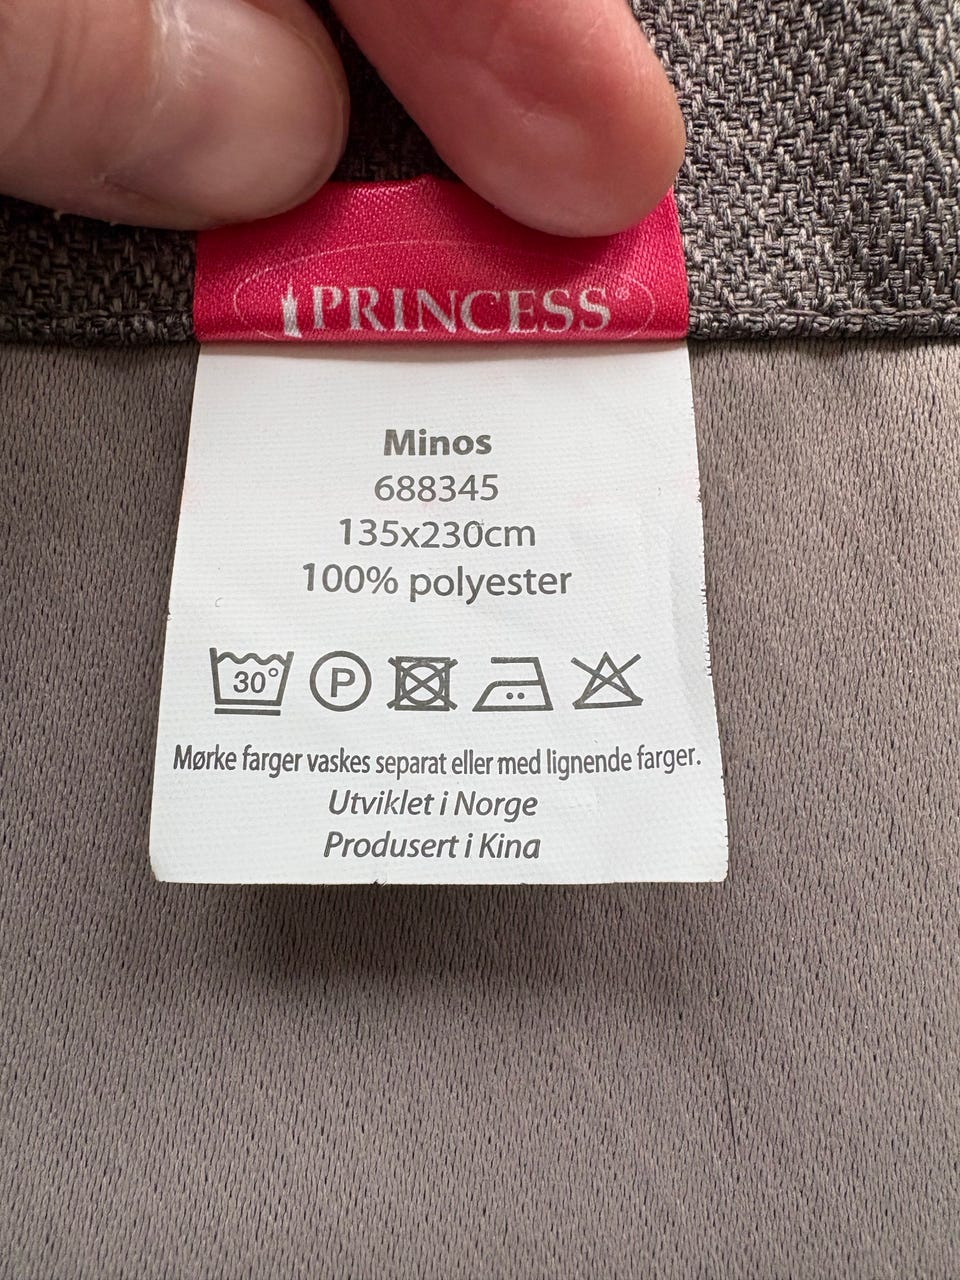 PRINCESS®
Minos
688345
135x230cm
100% polyester
30° P
Mørke farger vaskes separat eller med lignende farger.
Utviklet i Norge
Produsert i Kina